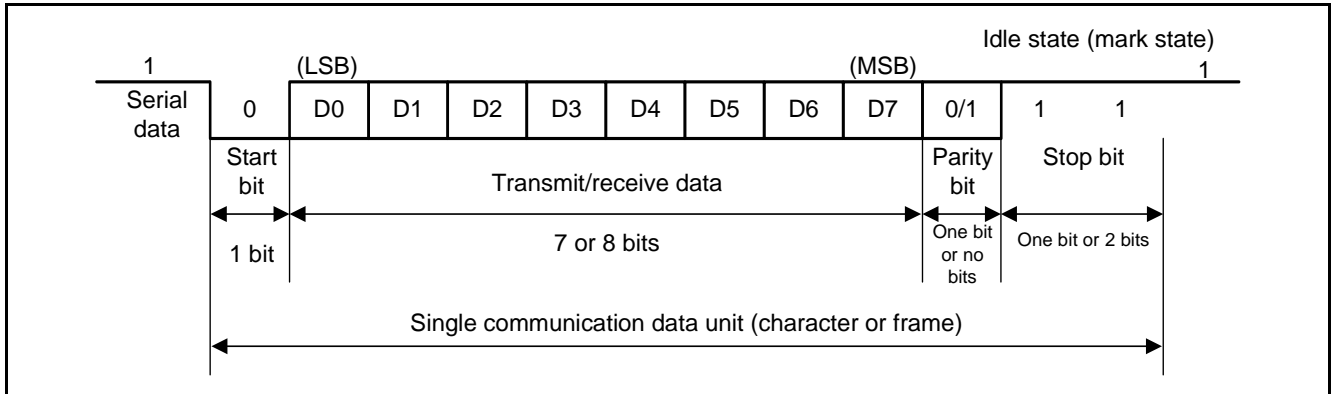 Idle state (mark state)
1 (LSB) (MSB) 1
Serial data
0 D0 D1 D2 D3 D4 D5 D6 D7 0/1 1 1
Start bit
Transmit/receive data
Parity bit
Stop bit
1 bit
7 or 8 bits
One bit or no bits
One bit or 2 bits
Single communication data unit (character or frame)